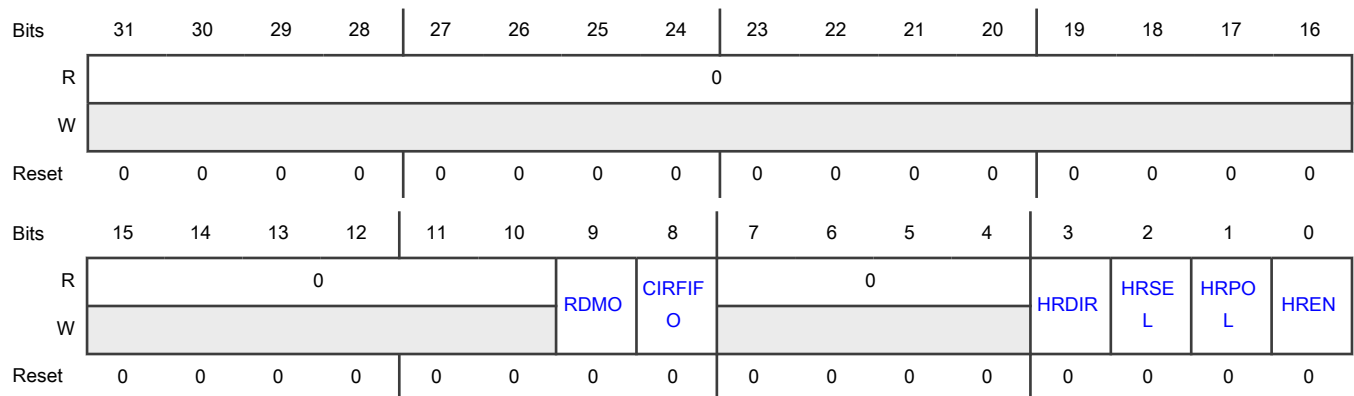 Bits 31 30 29 28 27 26 25 24 23 22 21 20 19 18 17 16
R 0
W
Reset 0 0 0 0 0 0 0 0 0 0 0 0 0 0 0 0
Bits 15 14 13 12 11 10 9 8 7 6 5 4 3 2 1 0
R 0 RDMO CIRFIF
O 0 HRDIR HRSE
L HRPO
L HREN
W
Reset 0 0 0 0 0 0 0 0 0 0 0 0 0 0 0 0